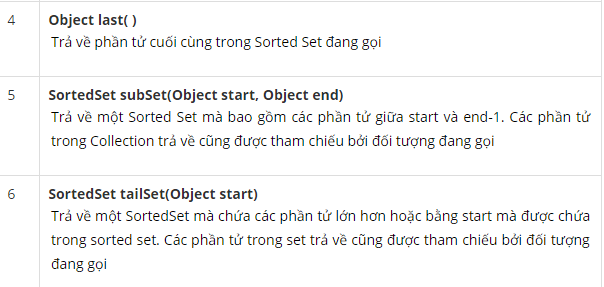 4 Object last( )
Trả về phần tử cuối cùng trong Sorted Set đang gọi
5 SortedSet subSet(Object start, Object end)
Trả về một Sorted Set mà bao gồm các phần tử giữa start và end-1. Các phần tử
trong Collection trả về cũng được tham chiếu bởi đối tượng đang gọi
6 SortedSet tailSet(Object start)
Trả về một SortedSet mà chứa các phần tử lớn hơn hoặc bằng start mà được chứa
trong sorted set. Các phần tử trong set trả về cũng được tham chiếu bởi đối tượng
đang gọi